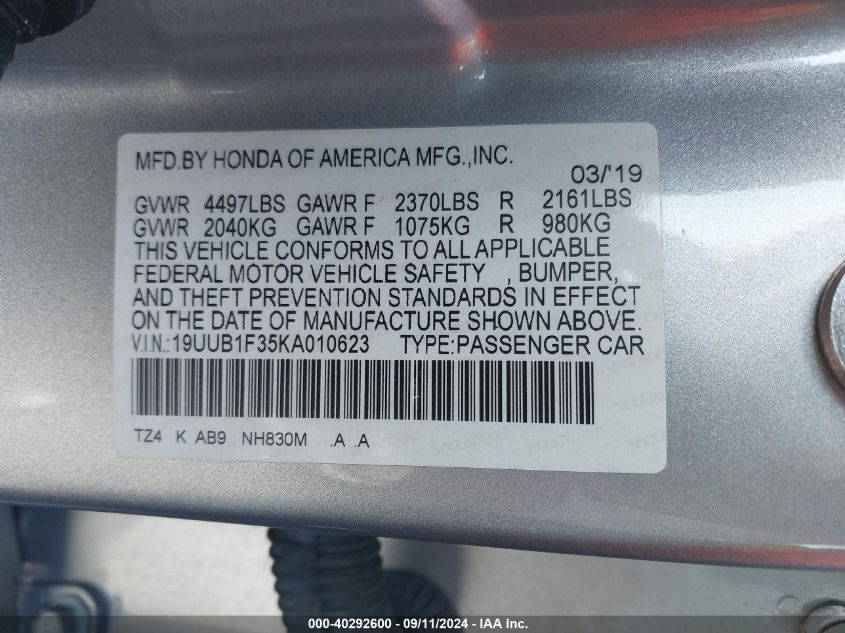 MFD.BY HONDA OF AMERICA MFG.,INC.
03/'19
GVWR 4497LBS GAWR F 2370LBS R 2161LBS
GVWR 2040KG GAWR F 1075KG R 980KG
THIS VEHICLE CONFORMS TO ALL APPLICABLE
FEDERAL MOTOR VEHICLE SAFETY , BUMPER,
AND THEFT PREVENTION STANDARDS IN EFFECT
ON THE DATE OF MANUFACTURE SHOWN ABOVE.
V.I.N.:19UUB1F35KA010623 TYPE:PASSENGER CAR
TZ4 K AB9 NH830M .A .A
000-40292600 - 09/11/2024 - IAA Inc.